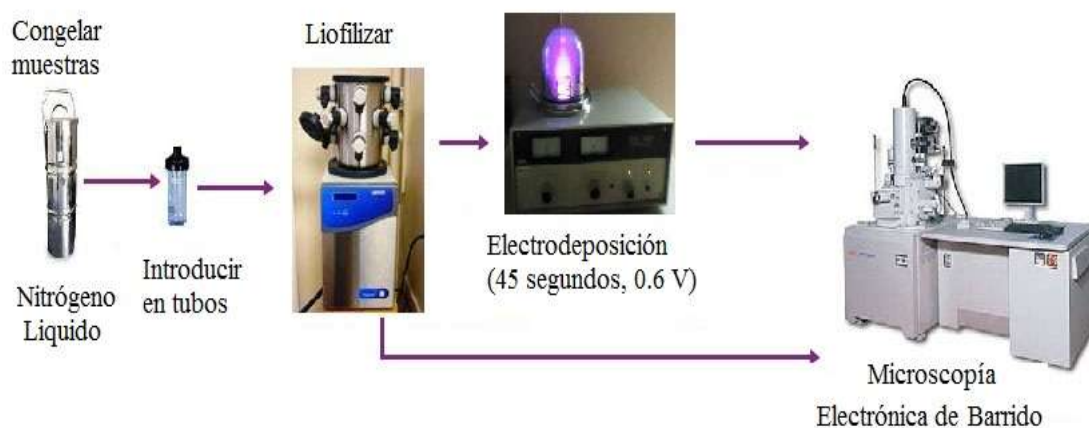 Congelar
muestras
Nitrógeno
Liquido
Introducir
en tubos
Liofilizar
Electrodeposición
(45 segundos, 0.6 V)
Microscopía
Electrónica de Barrido